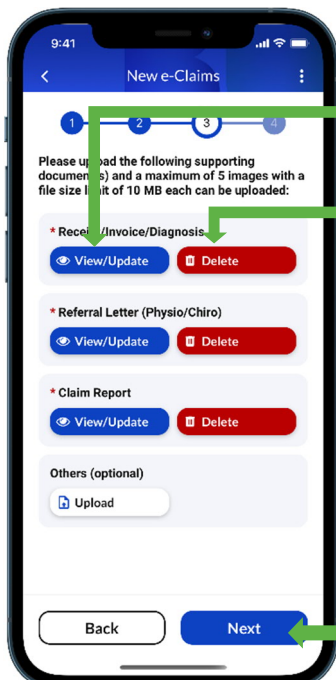 9:41
New e-Claims
1 2 3 4
Please upload the following supporting
document(s) and a maximum of 5 images with a
file size limit of 10 MB each can be uploaded:
* Receipt/Invoice/Diagnosis
View/Update Delete
* Referral Letter (Physio/Chiro)
View/Update Delete
* Claim Report
View/Update Delete
Others (optional)
Upload
Back Next